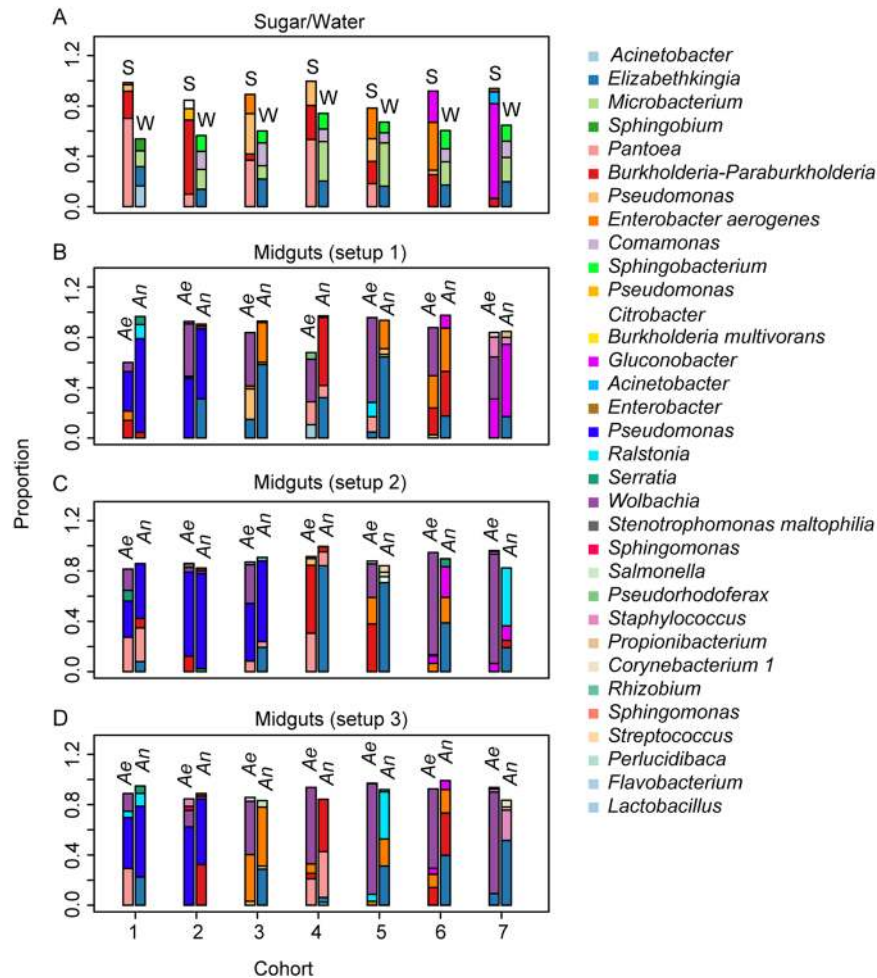 A
Sugar/Water
1.2
0.8
0.4
0.0
S
W
S
W
S
W
S
W
S
W
S
W
S
W
B
Midguts (setup 1)
1.2
0.8
0.4
0.0
Ae
An
Ae
An
Ae
An
Ae
An
Ae
An
Ae
An
Ae
An
C
Midguts (setup 2)
Proportion
1.2
0.8
0.4
0.0
Ae
An
Ae
An
Ae
An
Ae
An
Ae
An
Ae
An
Ae
An
D
Midguts (setup 3)
1.2
0.8
0.4
0.0
Ae
An
Ae
An
Ae
An
Ae
An
Ae
An
Ae
An
Ae
An
1 2 3 4 5 6 7
Cohort
Acinetobacter
Elizabethkingia
Microbacterium
Sphingobium
Pantoea
Burkholderia-Paraburkholderia
Pseudomonas
Enterobacter aerogenes
Comamonas
Sphingobacterium
Pseudomonas
Citrobacter
Burkholderia multivorans
Gluconobacter
Acinetobacter
Enterobacter
Pseudomonas
Ralstonia
Serratia
Wolbachia
Stenotrophomonas maltophilia
Sphingomonas
Salmonella
Pseudorhodoferax
Staphylococcus
Propionibacterium
Corynebacterium 1
Rhizobium
Sphingomonas
Streptococcus
Perlucidibaca
Flavobacterium
Lactobacillus